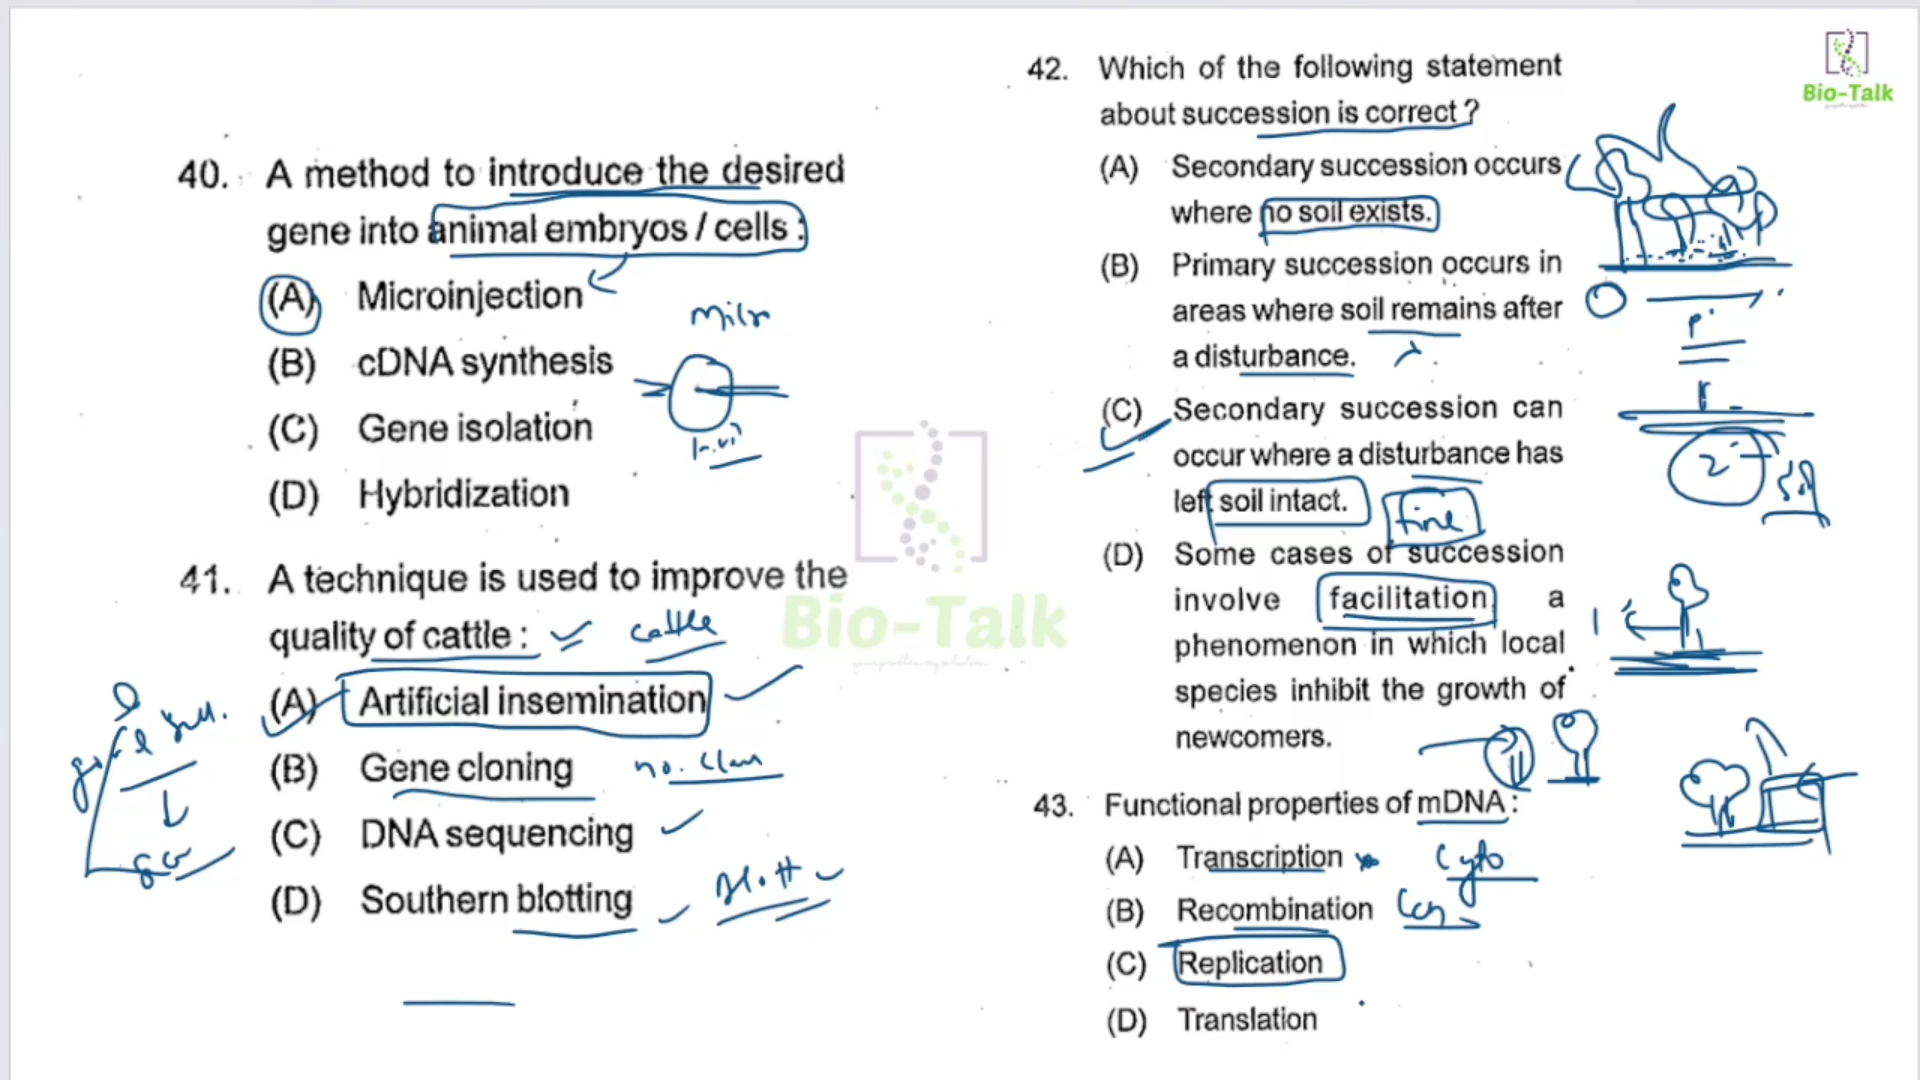 40. A method to introduce the desired
gene into animal embryos / cells :
(A) Microinjection
(B) cDNA synthesis
(C) Gene isolation
(D) Hybridization
41. A technique is used to improve the
quality of cattle : cattle
(A) Artificial insemination
(B) Gene cloning
(C) DNA sequencing
(D) Southern blotting
42. Which of the following statement
about succession is correct ?
(A) Secondary succession occurs
where no soil exists.
(B) Primary succession occurs in
areas where soil remains after
a disturbance.
(C) Secondary succession can
occur where a disturbance has
left soil intact.
(D) Some cases of succession
involve facilitation, a
phenomenon in which local
species inhibit the growth of
newcomers.
43. Functional properties of mDNA :
(A) Transcription Cyto
(B) Recombination
(C) Replication
(D) Translation
Bio-Talk
Bio-Talk